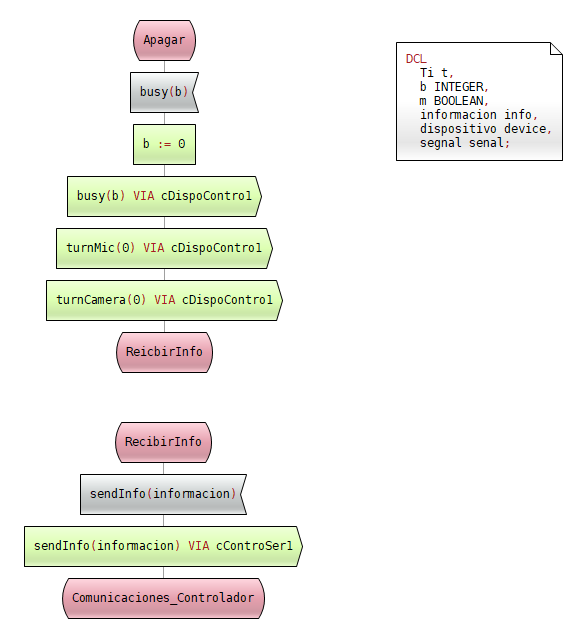 Apagar
busy(b)
b := 0
busy(b) VIA cDispoControl
turnMic(0) VIA cDispoControl
turnCamera(0) VIA cDispoControl
ReicbirInfo
DCL
Ti t,
b INTEGER,
m BOOLEAN,
informacion info,
dispositivo device,
segnal senal;
RecibirInfo
sendInfo(informacion)
sendInfo(informacion) VIA cControSer1
Comunicaciones_Controlador